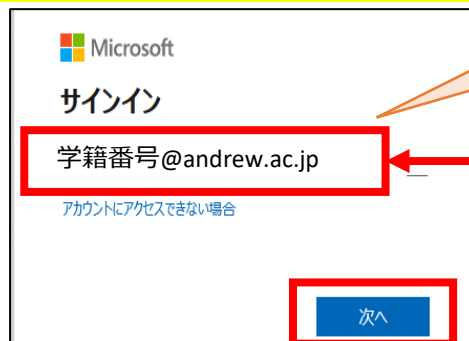 Microsoft
サインイン
学籍番号@andrew.ac.jp
アカウントにアクセスできない場合
次へ